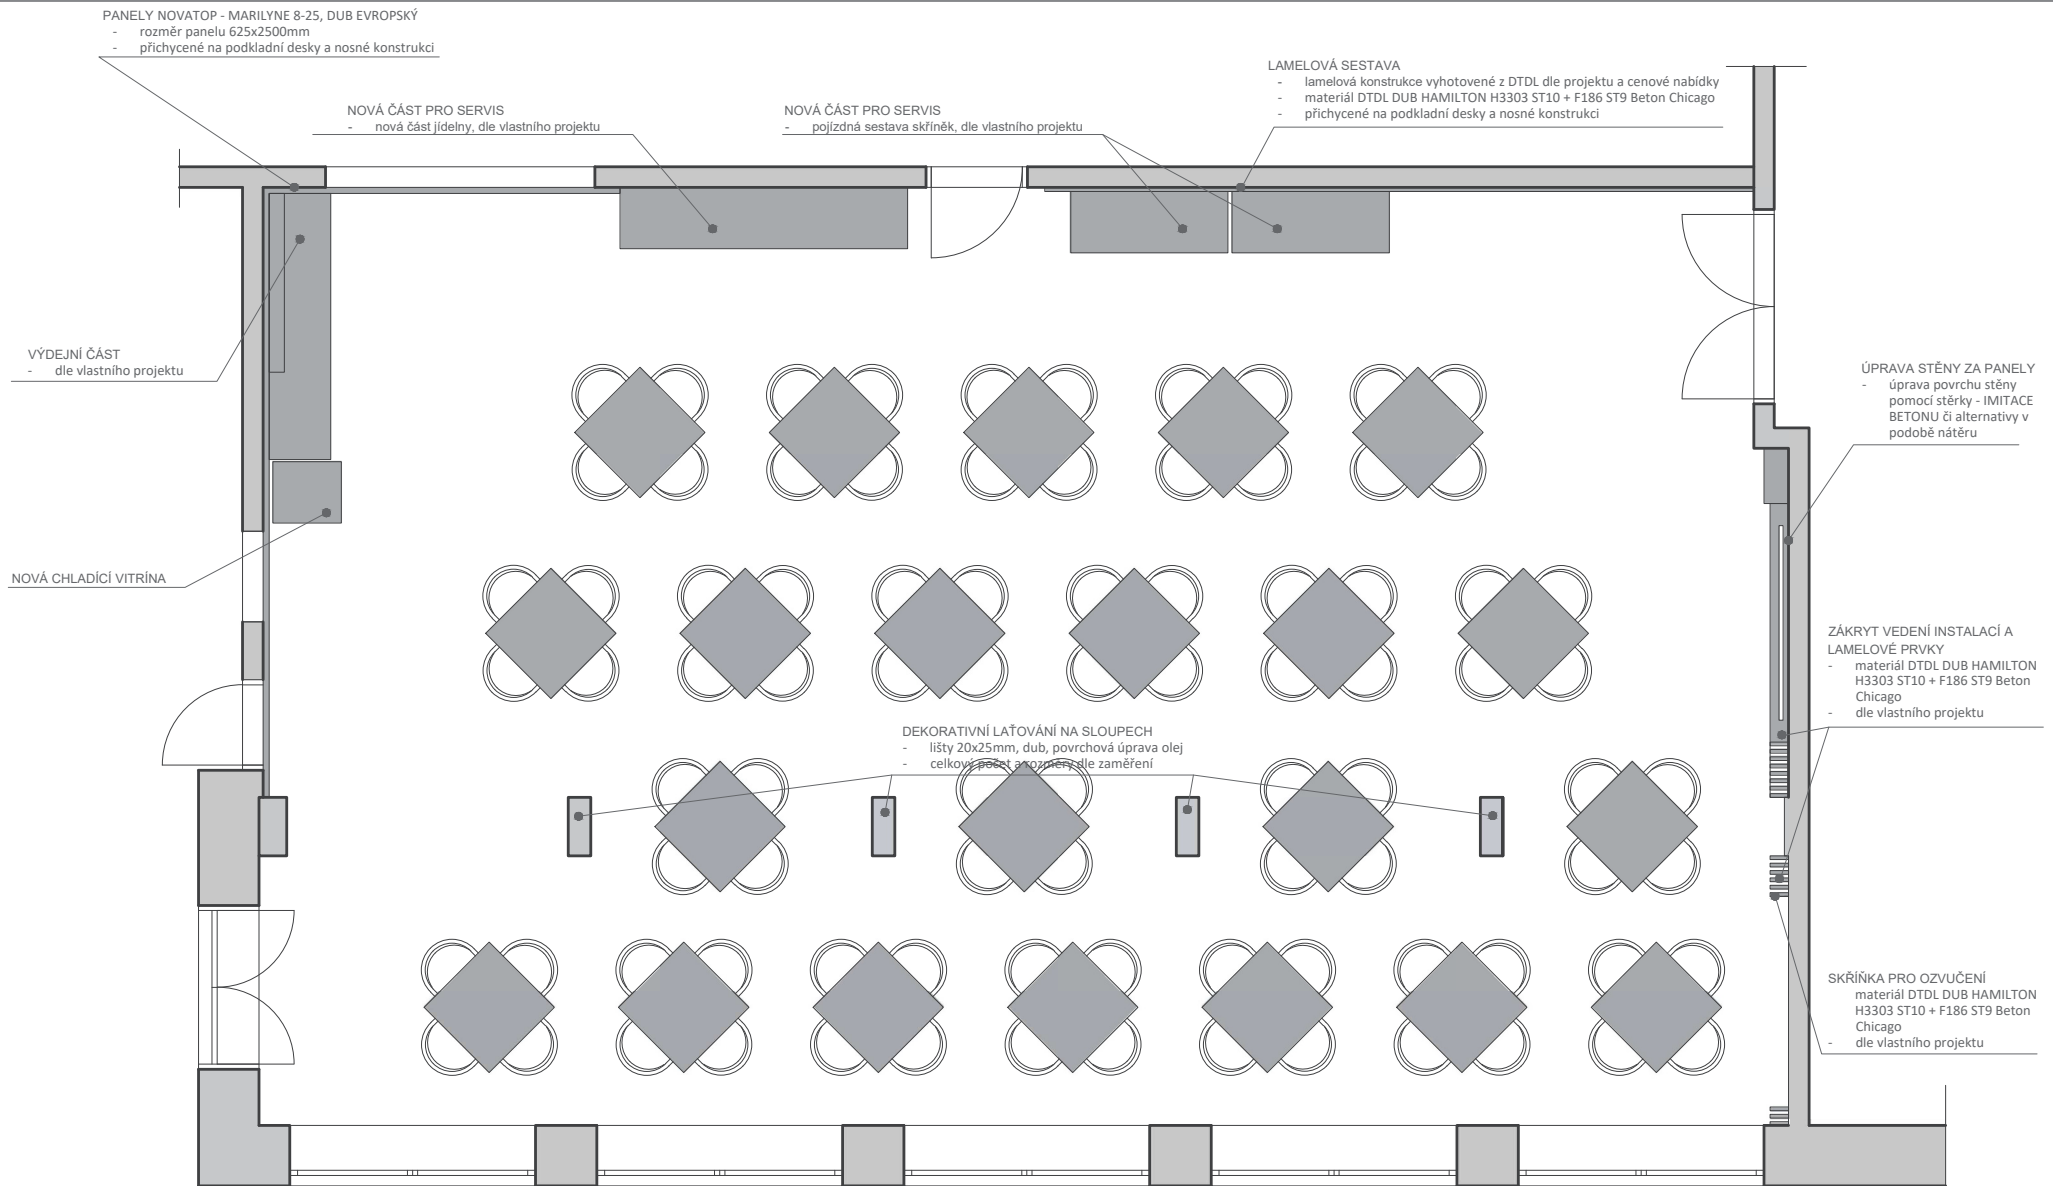 PANELY NOVATOP - MARILYNE 8-25, DUB EVROPSKÝ
- rozměr panelu 625x2500mm
- přichycené na podkladní desky a nosné konstrukci
NOVÁ ČÁST PRO SERVIS
- nová část jídelny, dle vlastního projektu
NOVÁ ČÁST PRO SERVIS
- pojízdná sestava skříněk, dle vlastního projektu
LAMELOVÁ SESTAVA
- lamelová konstrukce vyhotovené z DTDL dle projektu a cenové nabídky
- materiál DTDL DUB HAMILTON H3303 ST10 + F186 ST9 Beton Chicago
- přichycené na podkladní desky a nosné konstrukci
VÝDEJNÍ ČÁST
- dle vlastního projektu
NOVÁ CHLADÍCÍ VITRÍNA
ÚPRAVA STĚNY ZA PANELY
- úprava povrchu stěny
pomocí stěrky - IMITACE
BETONU či alternativy v
podobě nátěru
ZÁKRYT VEDENÍ INSTALACÍ A
LAMELOVÉ PRVKY
- materiál DTDL DUB HAMILTON
H3303 ST10 + F186 ST9 Beton
Chicago
- dle vlastního projektu
DEKORATIVNÍ LAŤOVÁNÍ NA SLOUPECH
- lišty 20x25mm, dub, povrchová úprava olej
- celkový počet a rozměry dle zaměření
SKŘÍŇKA PRO OZVUČENÍ
materiál DTDL DUB HAMILTON
H3303 ST10 + F186 ST9 Beton
Chicago
- dle vlastního projektu